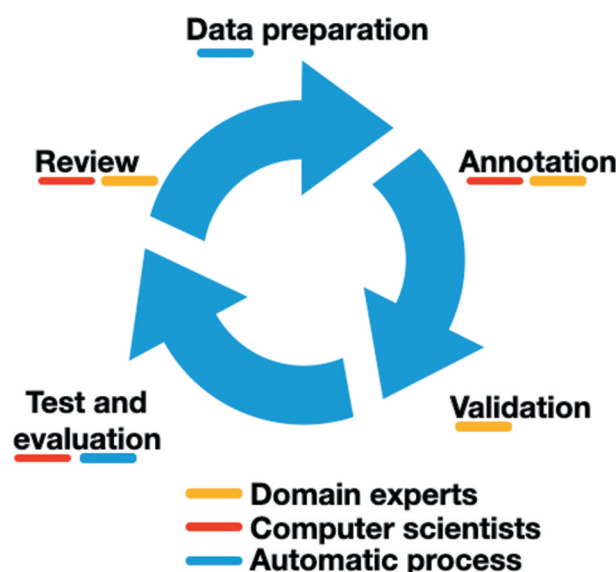 Data preparation
Review
Annotation
Test and
evaluation
Validation
Domain experts
Computer scientists
Automatic process